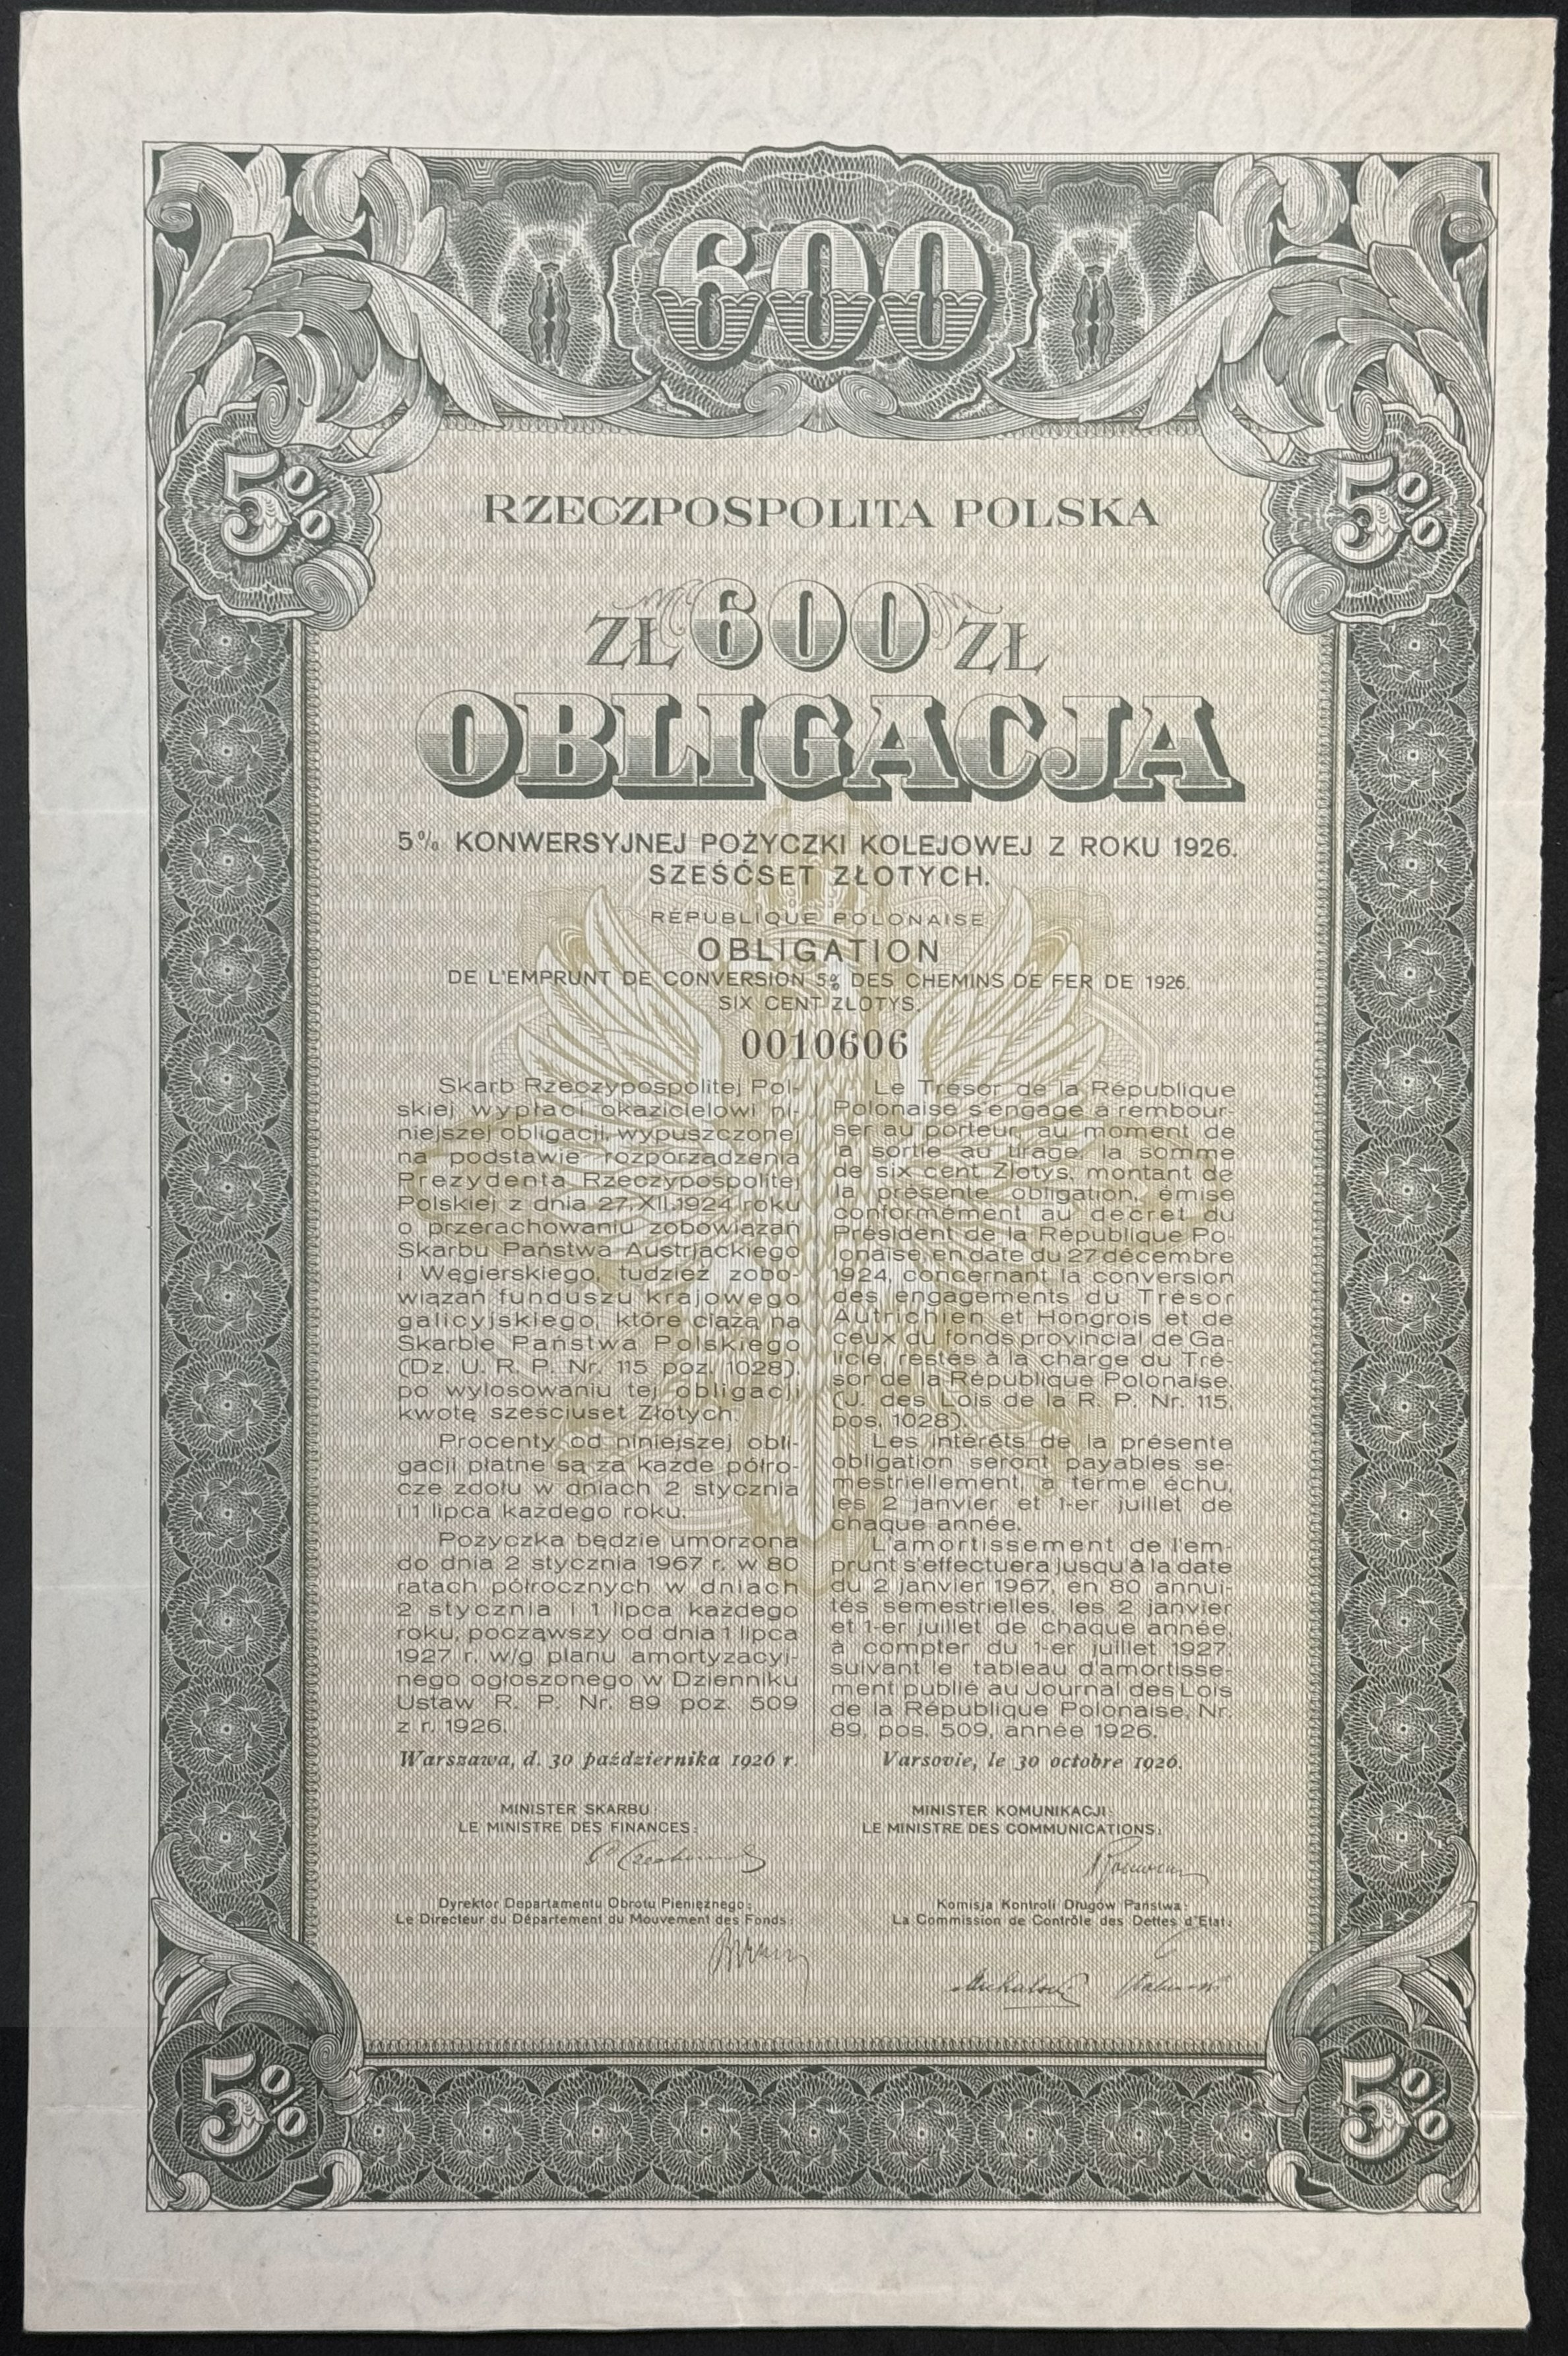 600
5%
5%
RZECZPOSPOLITA POLSKA
ZŁ 600 ZŁ
OBLIGACJA
5% KONWERSYJNEJ POŻYCZKI KOLEJOWEJ Z ROKU 1926.
SZEŚĆSET ZŁOTYCH.
RÉPUBLIQUE POLONAISE
OBLIGATION
DE L'EMPRUNT DE CONVERSION 5% DES CHEMINS DE FER DE 1926.
SIX CENT ZLOTYS.
0010606
Skarb Rzeczypospolitej Pol-
skiej wypłaci okazicielowi ni-
niejszej obligacji, wypuszczonej
na podstawie rozporządzenia
Prezydenta Rzeczypospolitej
Polskiej z dnia 27.XII.1924 roku
o przerachowaniu zobowiązań
Skarbu Państwa Austrjackiego
i Węgierskiego, tudzież zobo-
wiązań funduszu krajowego
galicyjskiego, które ciążą na
Skarbie Państwa Polskiego
(Dz. U. R. P. Nr. 115 poz. 1028),
po wylosowaniu tej obligacji
kwotę sześciuset Złotych.
Procenty od niniejszej obli-
gacji płatne są za każde półro-
cze zdołu w dniach 2 stycznia
i 1 lipca każdego roku.
Pożyczka będzie umorzona
do dnia 2 stycznia 1967 r. w 80
ratach półrocznych w dniach
2 stycznia i 1 lipca każdego
roku, począwszy od dnia 1 lipca
1927 r. w/g planu amortyzacyj-
nego ogłoszonego w Dzienniku
Ustaw R. P. Nr. 89 poz. 509
z r. 1926.
Warszawa, d. 30 października 1926 r.
Le Trésor de la République
Polonaise s'engage à rembour-
ser au porteur, au moment de
la sortie au tirage, la somme
de six cent Zlotys, montant de
la présente obligation, émise
conformément au décret du
Président de la République Po-
lonaise, en date du 27 décembre
1924, concernant la conversion
des engagements du Trésor
Autrichien et Hongrois et de
ceux du fonds provincial de Ga-
licie, restés à la charge du Tré-
sor de la République Polonaise.
(J. des Lois de la R. P. Nr. 115,
pos. 1028).
Les intérêts de la présente
obligation seront payables se-
mestriellement, à terme échu,
les 2 janvier et 1-er juillet de
chaque année.
L'amortissement de l'em-
prunt s'effectuera jusqu'à la date
du 2 janvier 1967, en 80 annui-
tés semestrielles, les 2 janvier
et 1-er juillet de chaque année,
à compter du 1-er juillet 1927,
suivant le tableau d'amortisse-
ment publié au Journal des Lois
de la République Polonaise, Nr.
89, pos. 509, année 1926.
Varsovie, le 30 octobre 1926.
MINISTER SKARBU:
LE MINISTRE DES FINANCES:
MINISTER KOMUNIKACJI:
LE MINISTRE DES COMMUNICATIONS:
Dyrektor Departamentu Obrotu Pieniężnego:
Le Directeur du Département du Mouvement des Fonds:
Komisja Kontroli Długów Państwa:
La Commission de Contrôle des Dettes d'Etat:
5%
5%